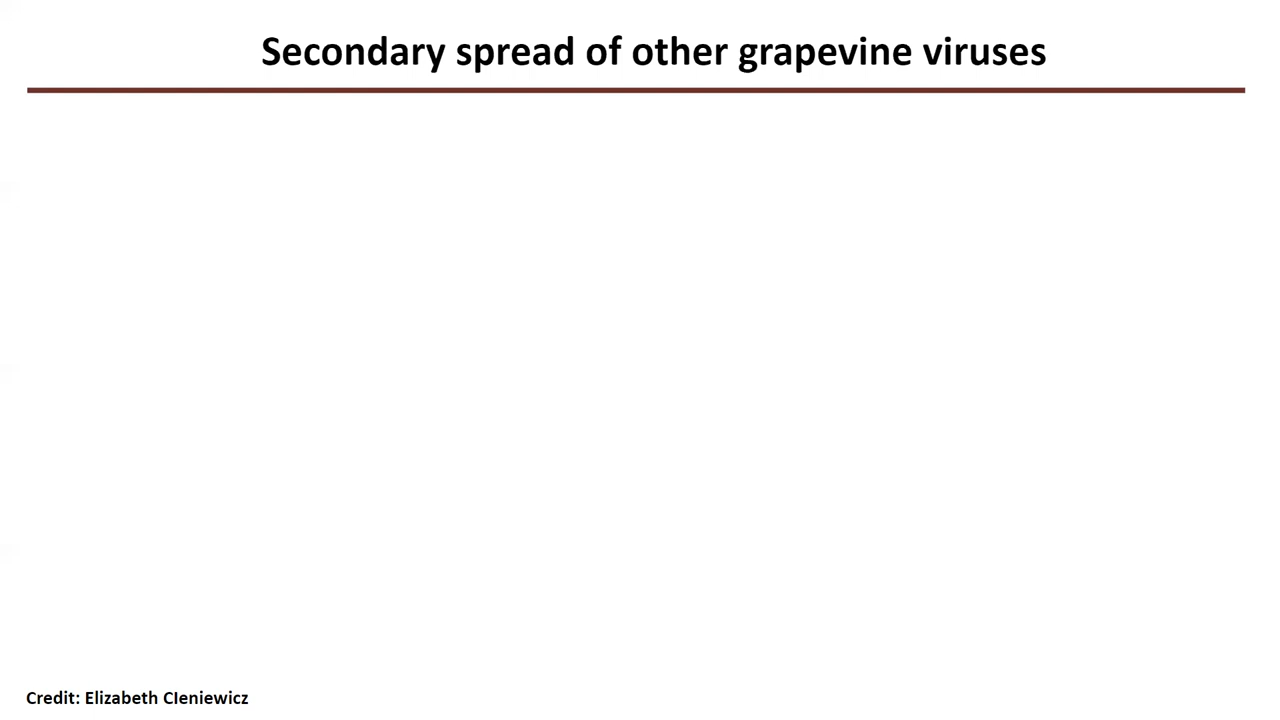 Secondary spread of other grapevine viruses
Credit: Elizabeth CIeniewicz